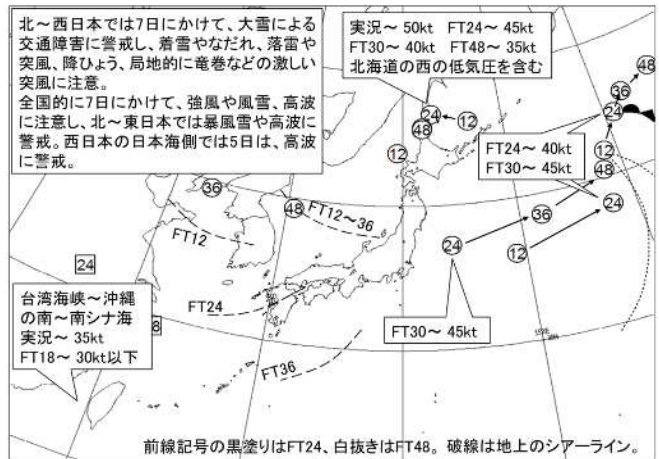 北～西日本では7日にかけて、大雪による
交通障害に警戒し、着雪やなだれ、落雷や
突風、降ひょう、局地的に竜巻などの激しい
突風に注意。
全国的に7日にかけて、強風や風雪、高波
に注意し、北～東日本では暴風雪や高波に
警戒。西日本の日本海側では5日は、高波
に警戒。
実況～ 50kt FT24～ 45kt
FT30～ 40kt FT48～ 35kt
北海道の西の低気圧を含む
48
36
24
24
12
48
12
12
48
FT24～ 40kt
FT30～ 45kt
36
48
FT12～36
24
36
FT12
24
12
24
FT24
FT30～ 45kt
台湾海峡～沖縄
の南～南シナ海
実況～ 35kt
FT18～ 30kt以下
8
FT36
前線記号の黒塗りはFT24、白抜きはFT48。破線は地上のシアーライン。